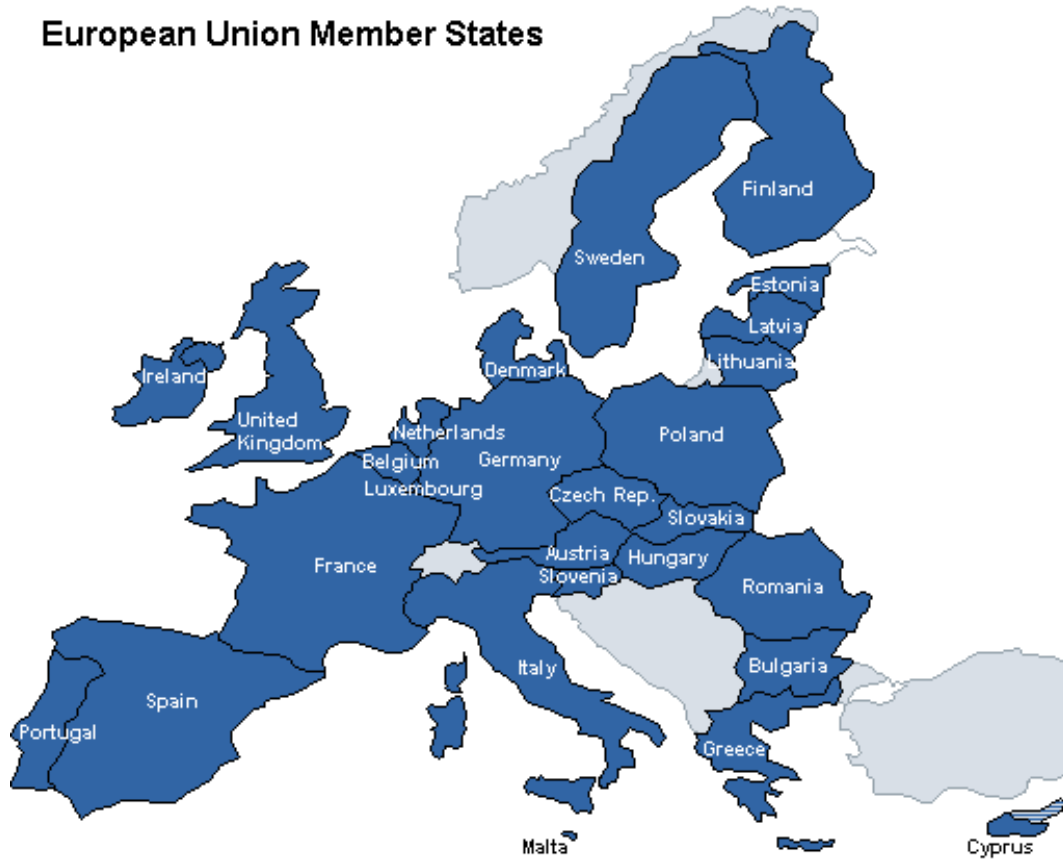 European Union Member States
Finland
Sweden
Estonia
Latvia
Lithuania
Denmark
Ireland
United
Kingdom
Netherlands
Poland
Belgium
Germany
Luxembourg
Czech Rep.
Slovakia
Austria
Hungary
France
Slovenia
Romania
Italy
Bulgaria
Spain
Portugal
Greece
Malta
Cyprus